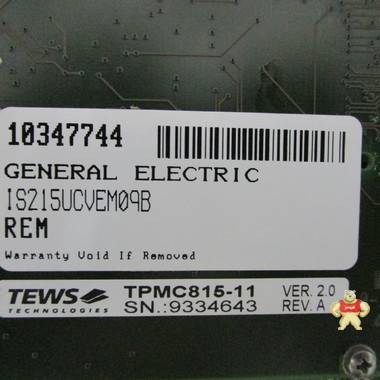 10347744
GENERAL ELECTRIC
IS215UCVEM09B
REM
Warranty Void If Removed
TEWS TECHNOLOGIES
TPMC815-11
SN.:9334643
VER. 2.0
REV. A